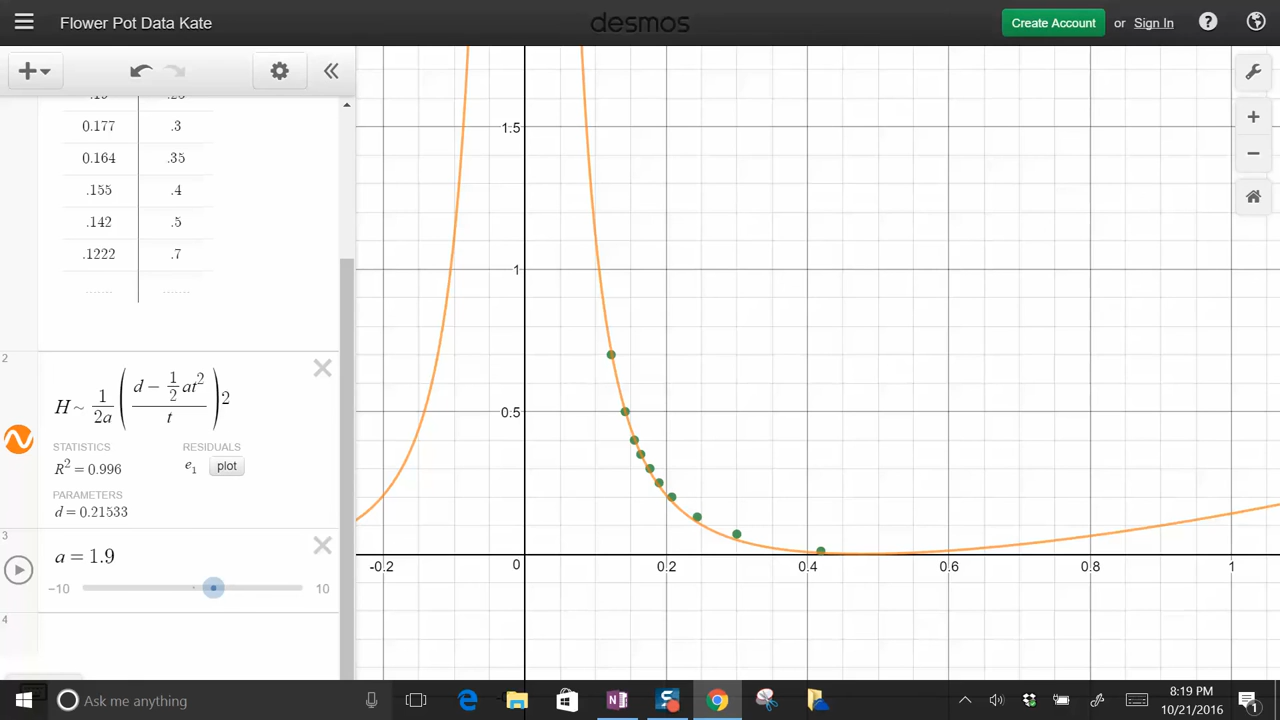 Flower Pot Data Kate
desmos
Create Account or Sign In
0.177 .3
0.164 .35
.155 .4
.142 .5
.1222 .7
2
H ~ 1/2a (d − 1/2 at² / t) 2
STATISTICS RESIDUALS
R² = 0.996 e₁ plot
PARAMETERS
d = 0.21533
3
a = 1.9
−10 10
4
1.5
1
0.5
-0.2 0 0.2 0.4 0.6 0.8 1
Ask me anything
8:19 PM
10/21/2016